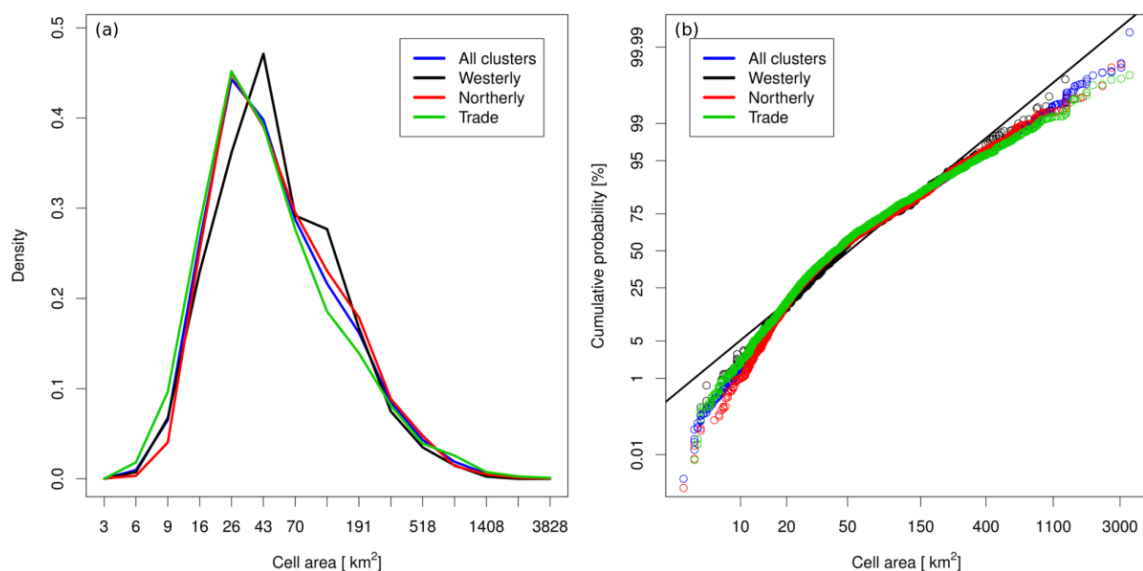 (a)
All clusters
Westerly
Northerly
Trade
Density
0.0
0.1
0.2
0.3
0.4
0.5
3 6 9 16 26 43 70 191 518 1408 3828
Cell area [ km²]
(b)
All clusters
Westerly
Northerly
Trade
Cumulative probability [%]
0.01
1
5
25
50
75
95
99
99.99
10 20 50 150 400 1100 3000
Cell area [ km²]